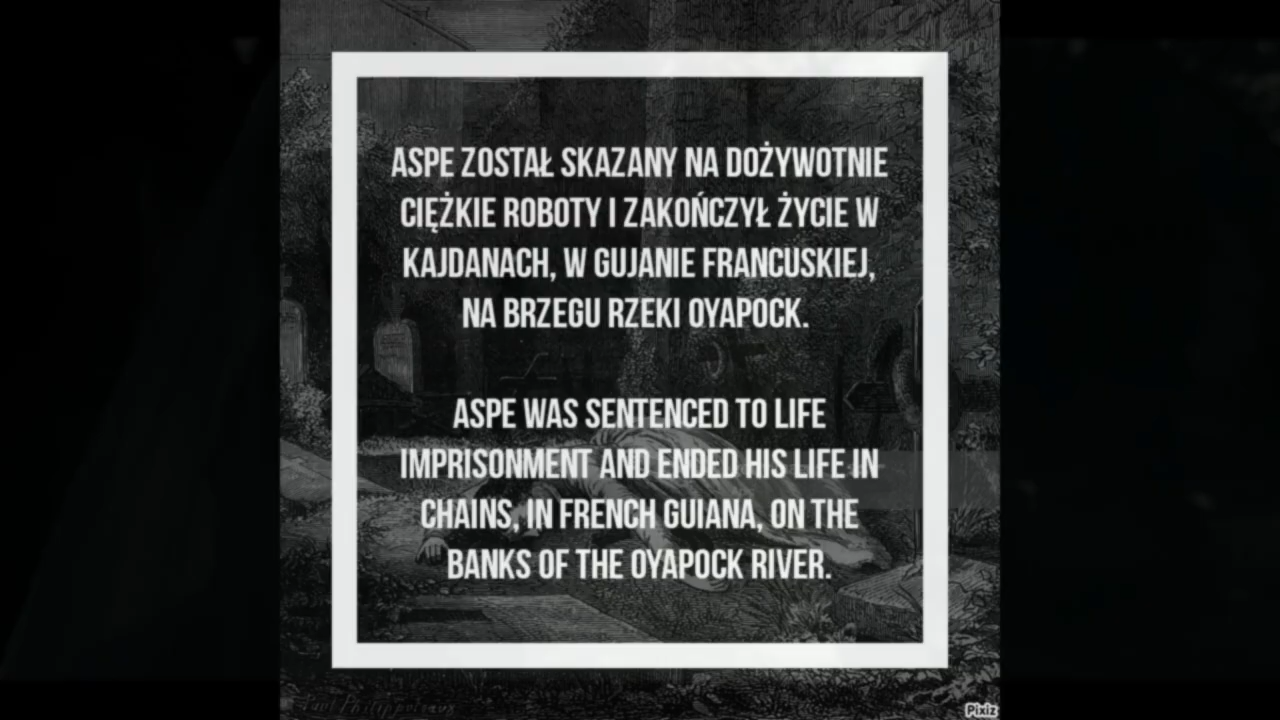 ASPE ZOSTAŁ SKAZANY NA DOŻYWOTNIE
CIĘŻKIE ROBOTY I ZAKOŃCZYŁ ŻYCIE W
KAJDANACH, W GUJANIE FRANCUSKIEJ,
NA BRZEGU RZEKI OYAPOCK.
ASPE WAS SENTENCED TO LIFE
IMPRISONMENT AND ENDED HIS LIFE IN
CHAINS, IN FRENCH GUIANA, ON THE
BANKS OF THE OYAPOCK RIVER.
Paul Philippoteaux
Pixiz